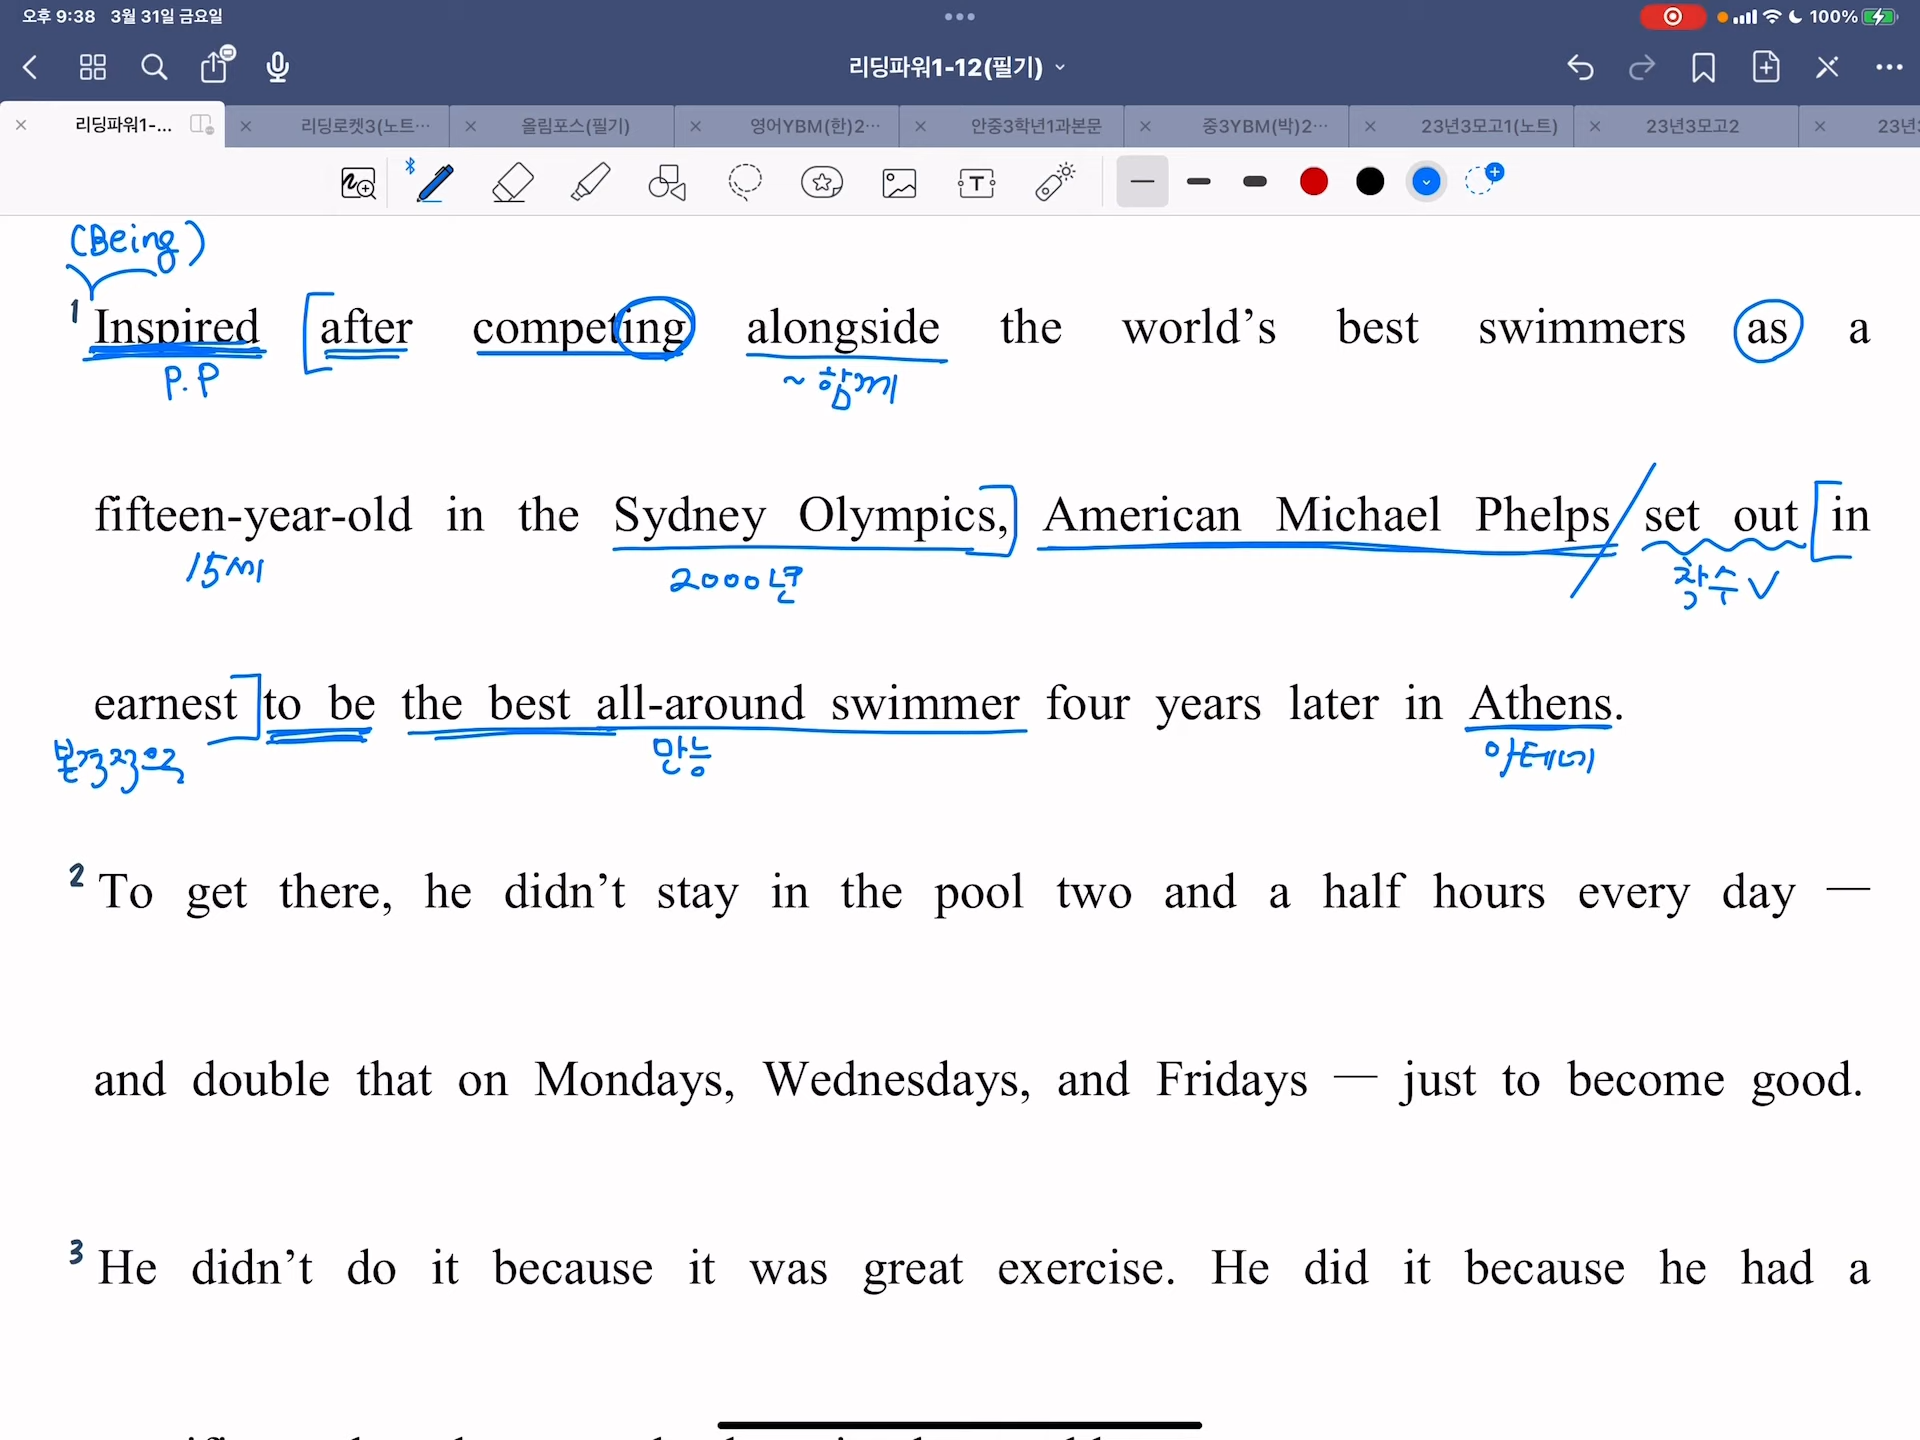 오후 9:38 3월 31일 금요일
100%
리딩파워1-12(필기)
리딩파워1-... 리딩로켓3(노트... 올림포스(필기) 영어YBM(한)2... 안중3학년1과본문 중3YBM(박)2... 23년3모고1(노트) 23년3모고2 23년
(Being)
1 Inspired [after competing alongside the world's best swimmers as a
P.P ~함께
fifteen-year-old in the Sydney Olympics,] American Michael Phelps / set out [in
15세 2000년 착수 V
earnest] to be the best all-around swimmer four years later in Athens.
본격적으로 만능 아테네
2 To get there, he didn't stay in the pool two and a half hours every day —
and double that on Mondays, Wednesdays, and Fridays — just to become good.
3 He didn't do it because it was great exercise. He did it because he had a